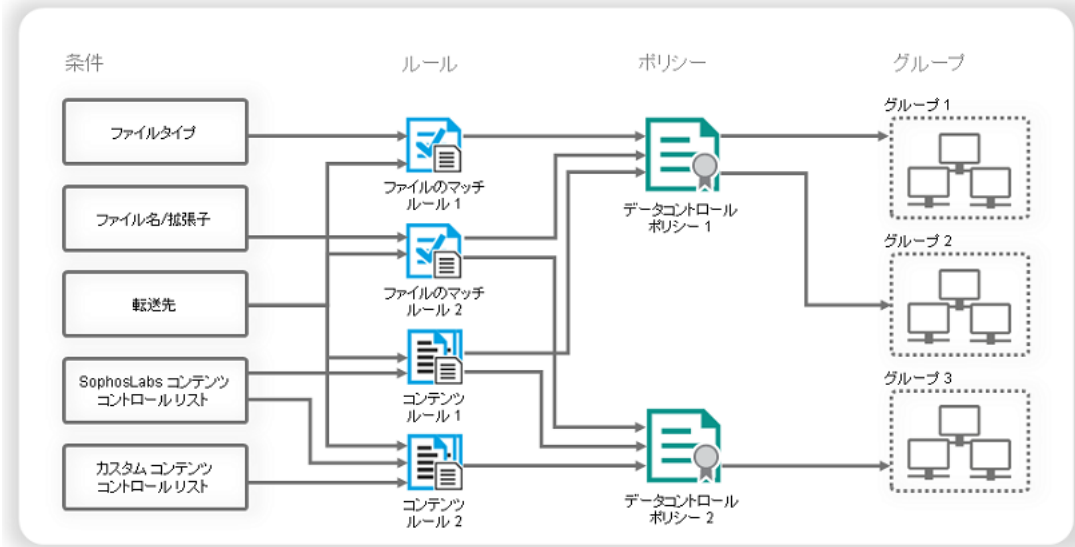 条件
ルール
ポリシー
グループ
ファイルタイプ
ファイル名/拡張子
転送先
SophosLabs コンテンツ
コントロールリスト
カスタム コンテンツ
コントロールリスト
ファイルのマッチ
ルール 1
ファイルのマッチ
ルール 2
コンテンツ
ルール 1
コンテンツ
ルール 2
データコントロール
ポリシー 1
データコントロール
ポリシー 2
グループ 1
グループ 2
グループ 3